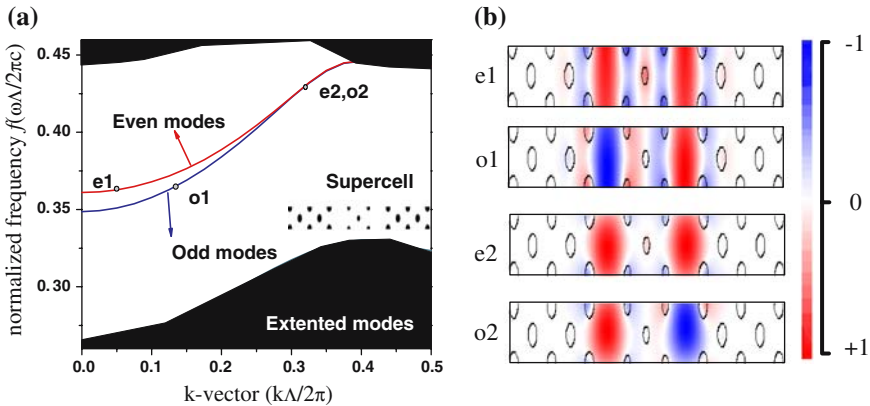 (a)
0.45
0.40
0.35
0.30
normalized frequency f(ωΛ/2πc)
Even modes
e2,o2
e1
o1
Supercell
Odd modes
Extented modes
0.0 0.1 0.2 0.3 0.4 0.5
k-vector (kΛ/2π)
(b)
e1
o1
e2
o2
-1
0
+1